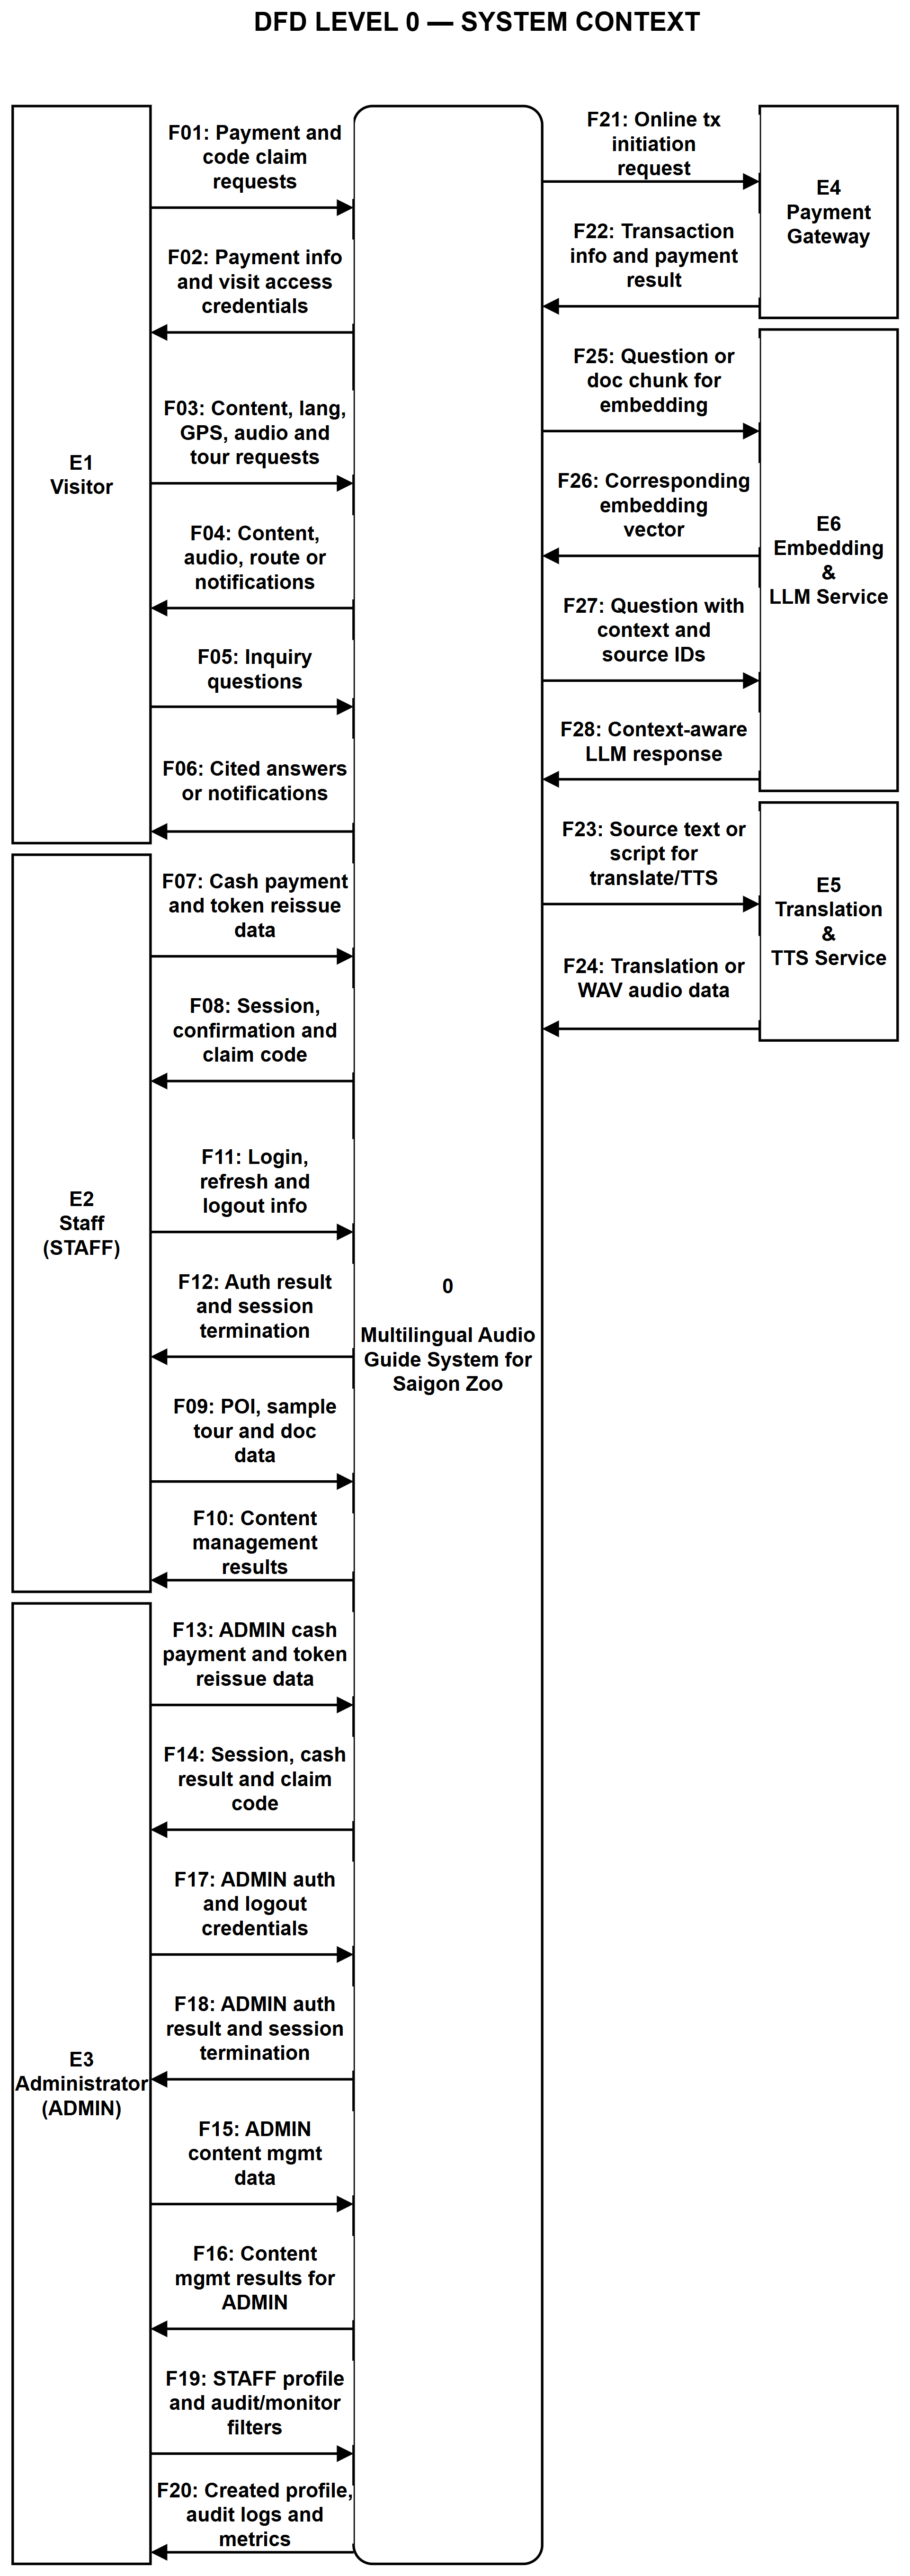 DFD LEVEL 0 — SYSTEM CONTEXT
E1
Visitor
F01: Payment and
code claim
requests
F02: Payment info
and visit access
credentials
F03: Content, lang,
GPS, audio and
tour requests
F04: Content,
audio, route or
notifications
F05: Inquiry
questions
F06: Cited answers
or notifications
E2
Staff
(STAFF)
F07: Cash payment
and token reissue
data
F08: Session,
confirmation and
claim code
F11: Login,
refresh and
logout info
F12: Auth result
and session
termination
F09: POI, sample
tour and doc
data
F10: Content
management
results
E3
Administrator
(ADMIN)
F13: ADMIN cash
payment and token
reissue data
F14: Session, cash
result and claim
code
F17: ADMIN auth
and logout
credentials
F18: ADMIN auth
result and session
termination
F15: ADMIN
content mgmt
data
F16: Content
mgmt results for
ADMIN
F19: STAFF profile
and audit/monitor
filters
F20: Created profile,
audit logs and
metrics
0
Multilingual Audio
Guide System for
Saigon Zoo
F21: Online tx
initiation
request
F22: Transaction
info and payment
result
E4
Payment
Gateway
F25: Question or
doc chunk for
embedding
F26: Corresponding
embedding
vector
F27: Question with
context and
source IDs
F28: Context-aware
LLM response
E6
Embedding
&
LLM Service
F23: Source text or
script for
translate/TTS
F24: Translation or
WAV audio data
E5
Translation
&
TTS Service